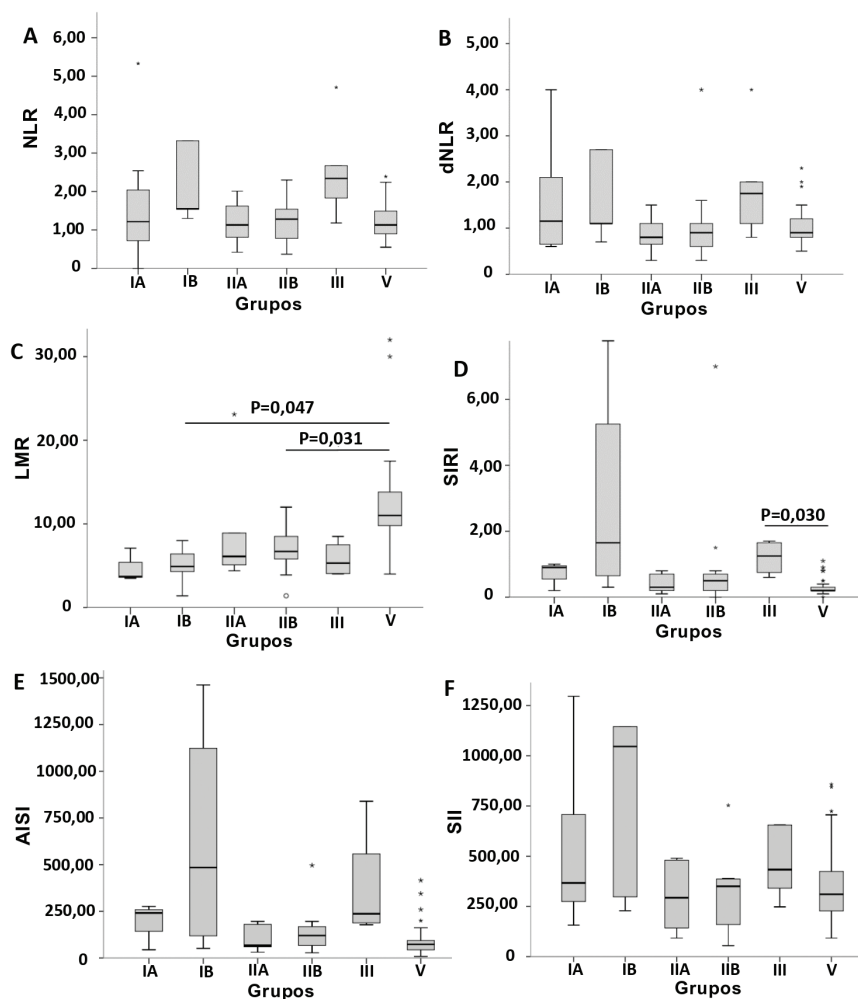 A
6,00
5,00
4,00
3,00
2,00
1,00
0
NLR
IA IB IIA IIB III V
Grupos
B
5,00
4,00
3,00
2,00
1,00
0
dNLR
IA IB IIA IIB III V
Grupos
C
30,00
20,00
10,00
0
LMR
P=0,047
P=0,031
IA IB IIA IIB III V
Grupos
D
6,00
4,00
2,00
0
SIRI
P=0,030
IA IB IIA IIB III V
Grupos
E
1500,00
1250,00
1000,00
750,00
500,00
250,00
0
AISI
IA IB IIA IIB III V
Grupos
F
1250,00
1000,00
750,00
500,00
250,00
0
SII
IA IB IIA IIB III V
Grupos